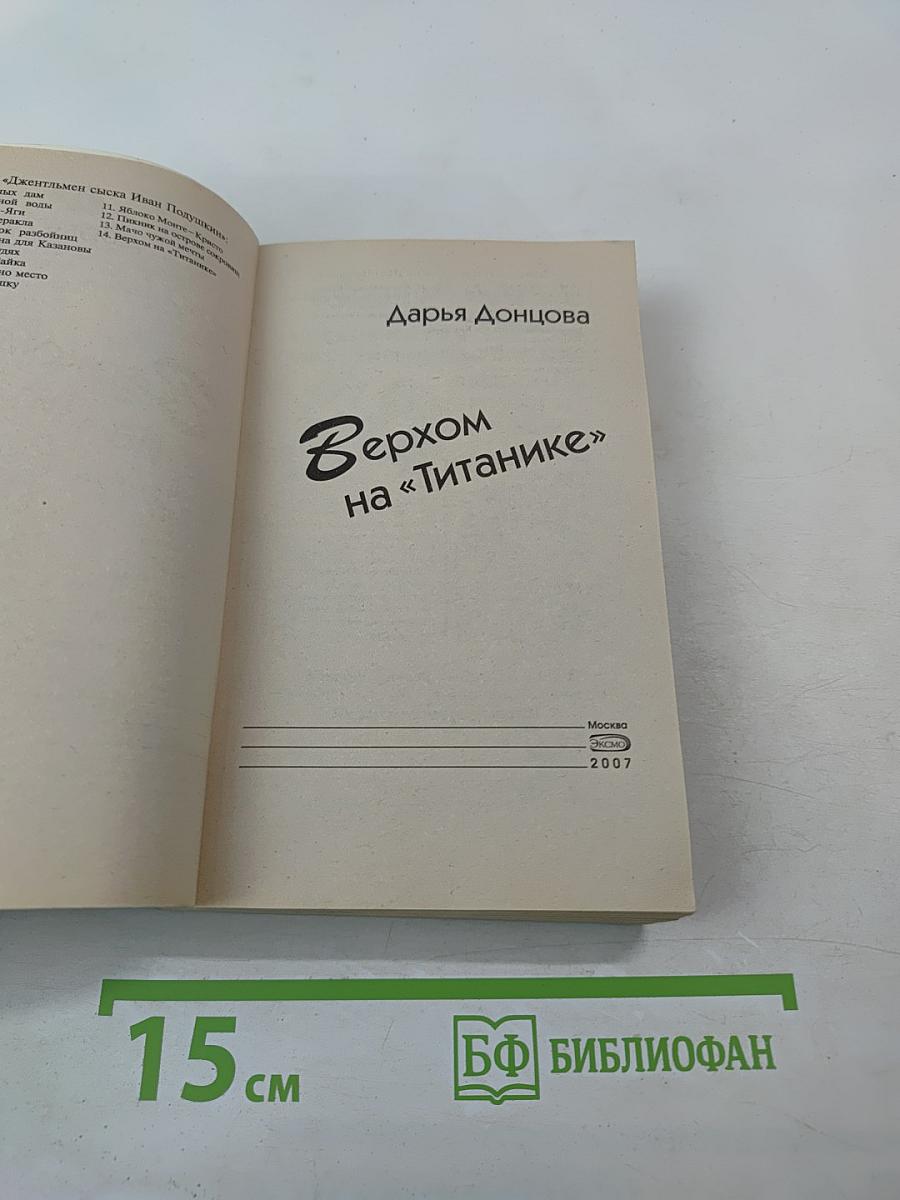 «Джентльмен сыска Иван Подушкин»:
ных дам
ной воды
-Яги
еракла
ок разбойниц
на для Казановы
удях
айка
но место
шку
11. Яблоко Монте-Кристо
12. Пикник на острове сокровищ
13. Мачо чужой мечты
14. Верхом на «Титанике»
Дарья Донцова
Верхом
на «Титанике»
Москва
ЭКСМО
2007
15 см
БФ БИБЛИОФАН